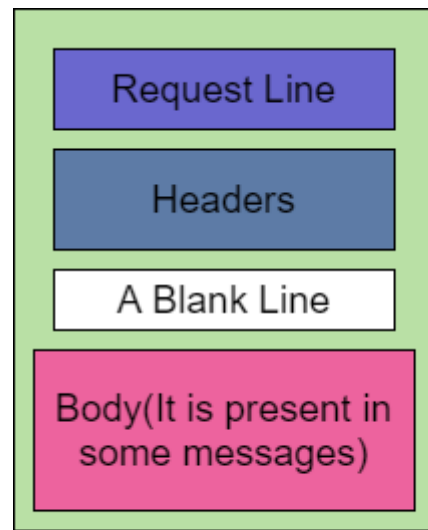 Request Line
Headers
A Blank Line
Body(It is present in
some messages)